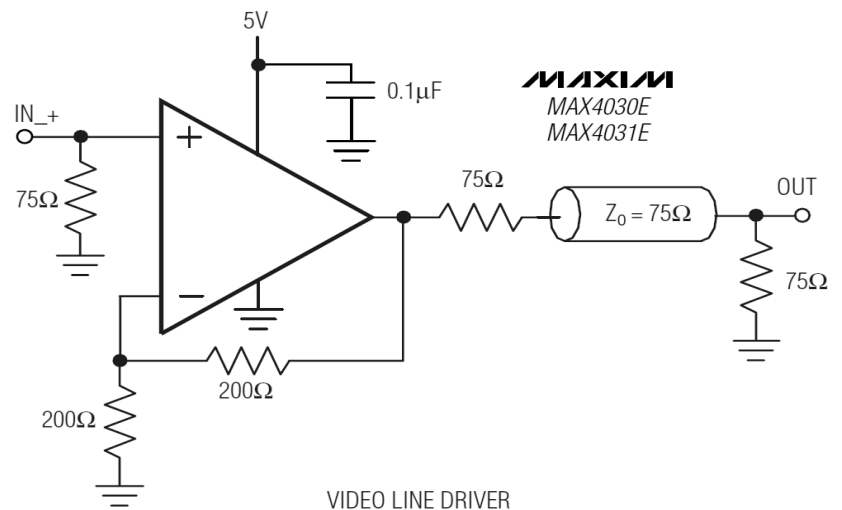 5V
0.1µF
MAXIM
MAX4030E
MAX4031E
IN_+
+
75Ω
75Ω
Z₀ = 75Ω
OUT
75Ω
−
200Ω
200Ω
VIDEO LINE DRIVER